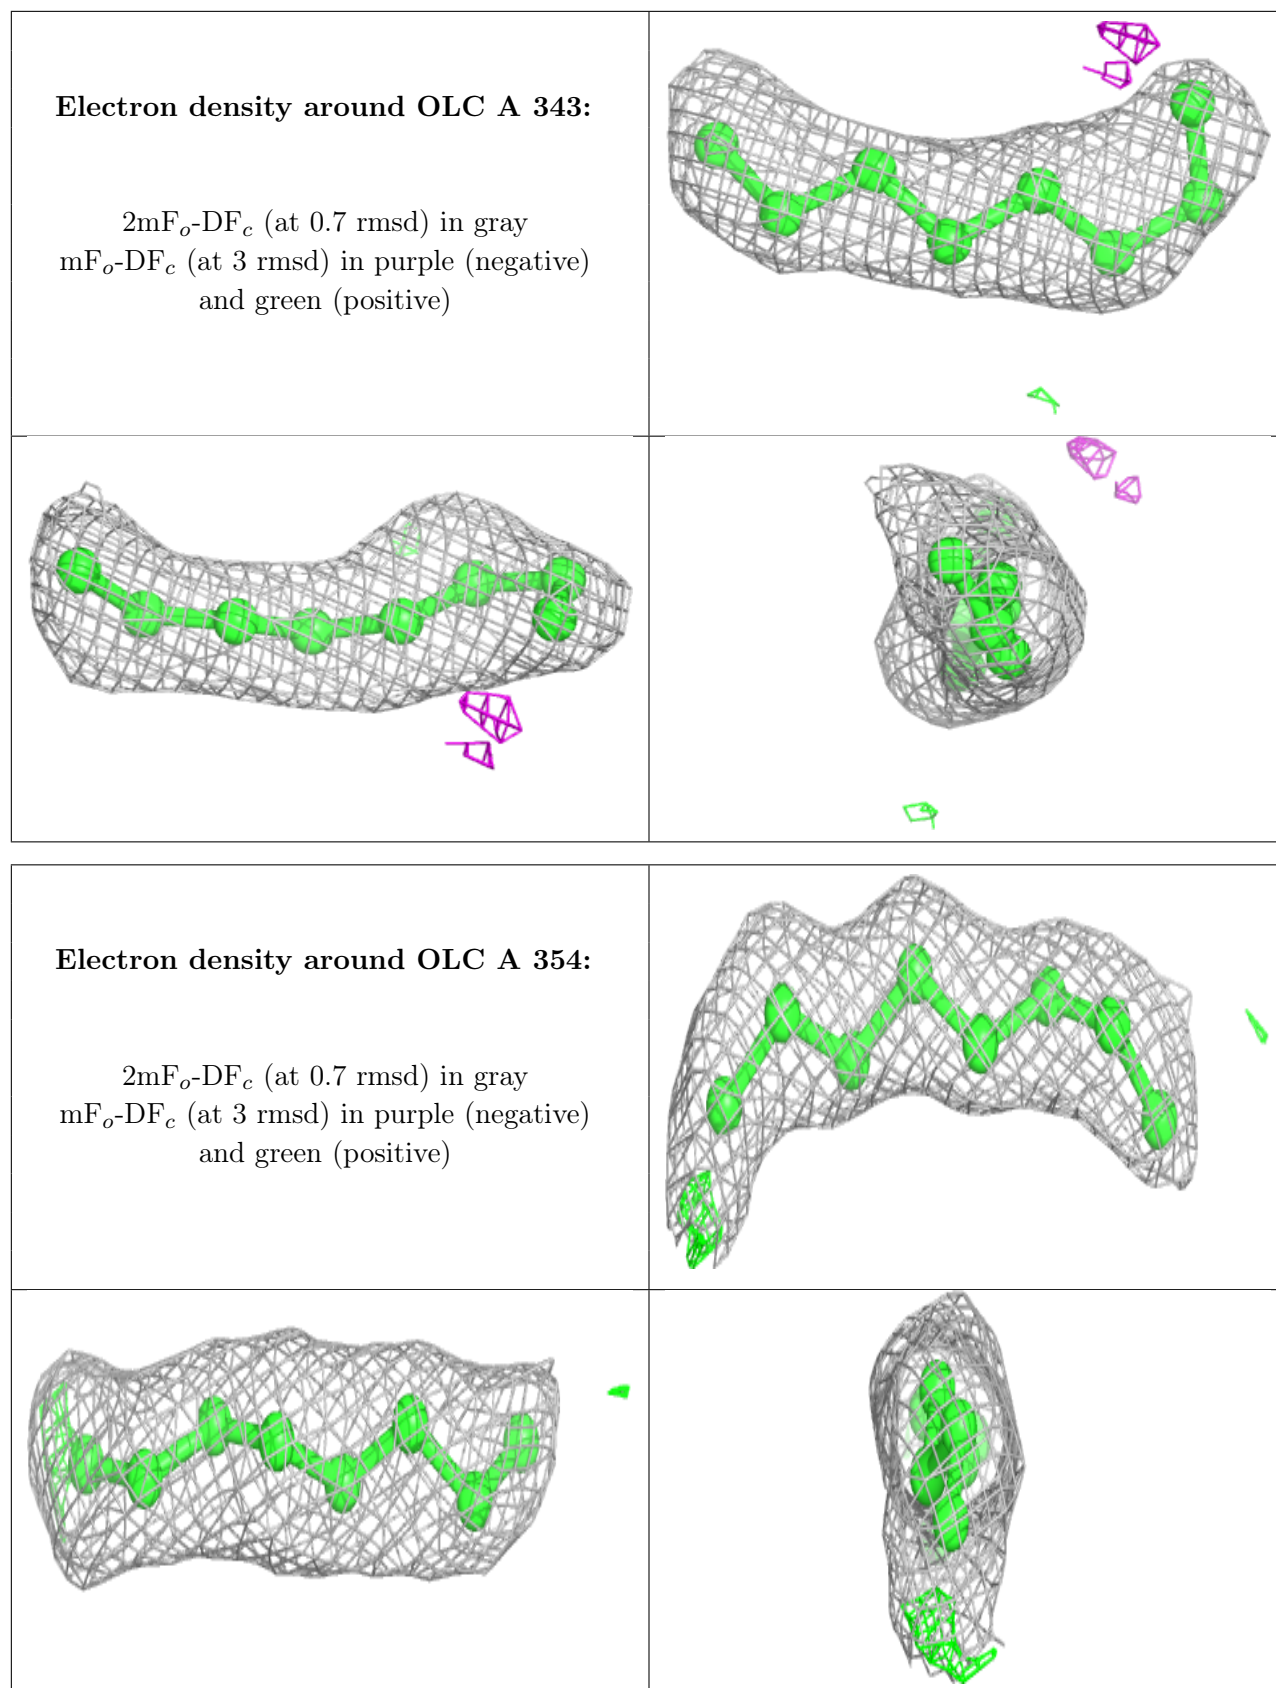 Electron density around OLC A 343:
2mFo-DFc (at 0.7 rmsd) in gray
mFo-DFc (at 3 rmsd) in purple (negative)
and green (positive)
Electron density around OLC A 354:
2mFo-DFc (at 0.7 rmsd) in gray
mFo-DFc (at 3 rmsd) in purple (negative)
and green (positive)